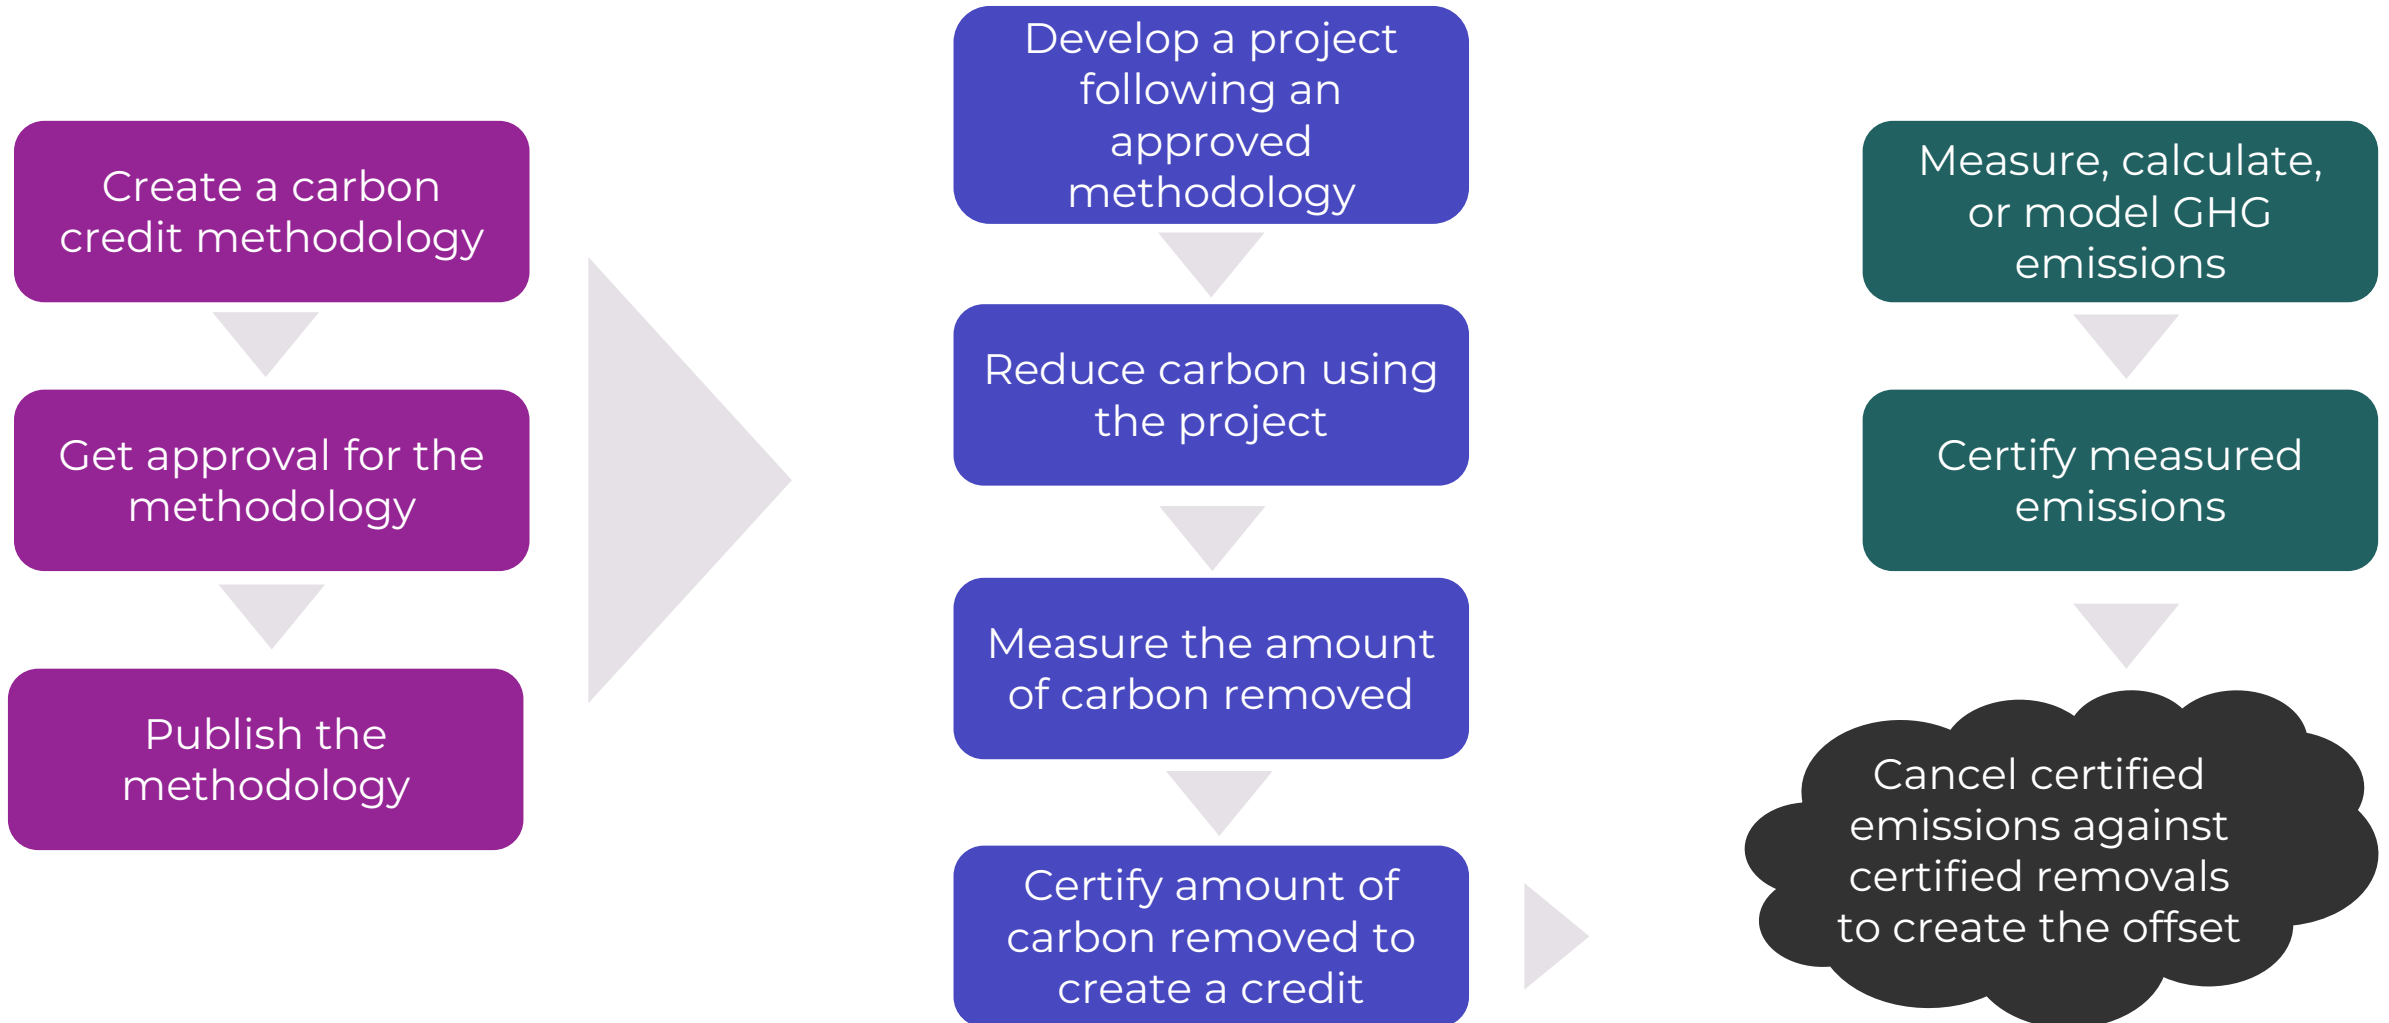 Create a carbon
credit methodology
Get approval for the
methodology
Publish the
methodology
Develop a project
following an
approved
methodology
Reduce carbon using
the project
Measure the amount
of carbon removed
Certify amount of
carbon removed to
create a credit
Measure, calculate,
or model GHG
emissions
Certify measured
emissions
Cancel certified
emissions against
certified removals
to create the offset